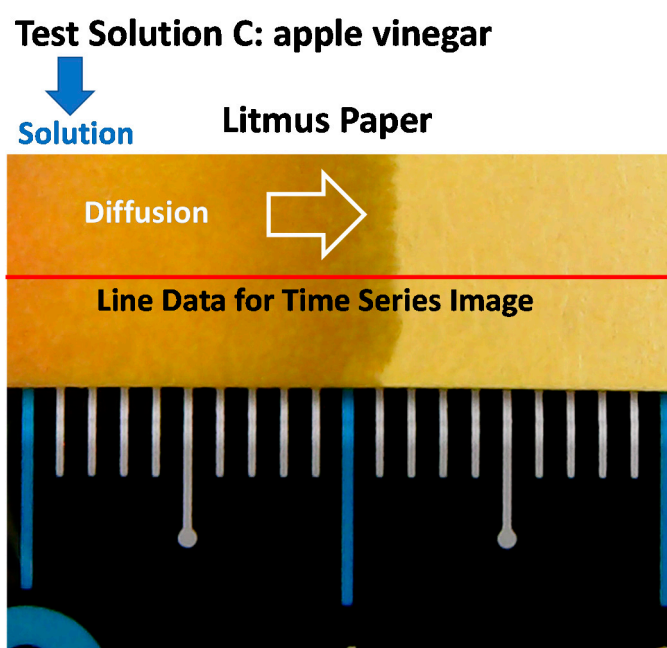 Test Solution C: apple vinegar
Solution
Litmus Paper
Diffusion
Line Data for Time Series Image